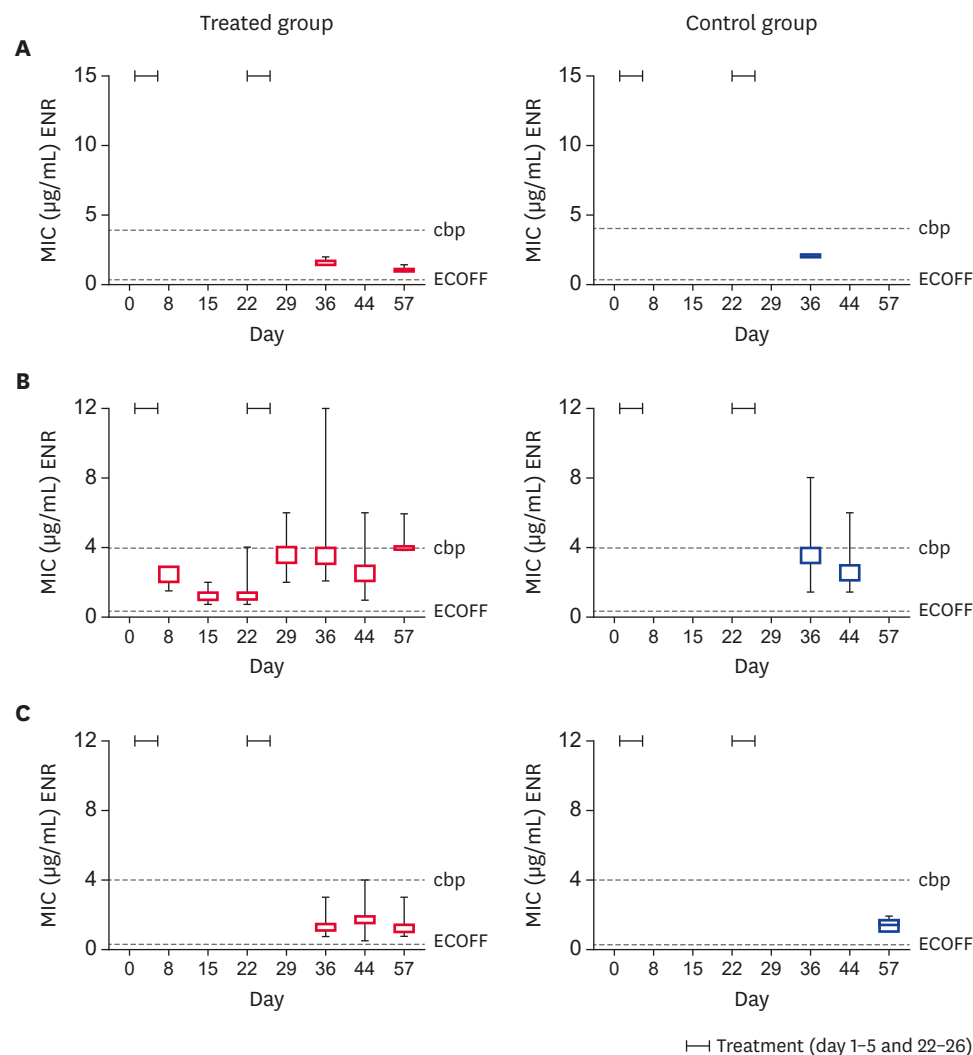 Treated group
Control group
A
MIC (µg/mL) ENR
15
10
5
0
cbp
ECOFF
0 8 15 22 29 36 44 57
Day
MIC (µg/mL) ENR
15
10
5
0
cbp
ECOFF
0 8 15 22 29 36 44 57
Day
B
MIC (µg/mL) ENR
12
8
4
0
cbp
ECOFF
0 8 15 22 29 36 44 57
Day
MIC (µg/mL) ENR
12
8
4
0
cbp
ECOFF
0 8 15 22 29 36 44 57
Day
C
MIC (µg/mL) ENR
12
8
4
0
cbp
ECOFF
0 8 15 22 29 36 44 57
Day
MIC (µg/mL) ENR
12
8
4
0
cbp
ECOFF
0 8 15 22 29 36 44 57
Day
Treatment (day 1–5 and 22–26)